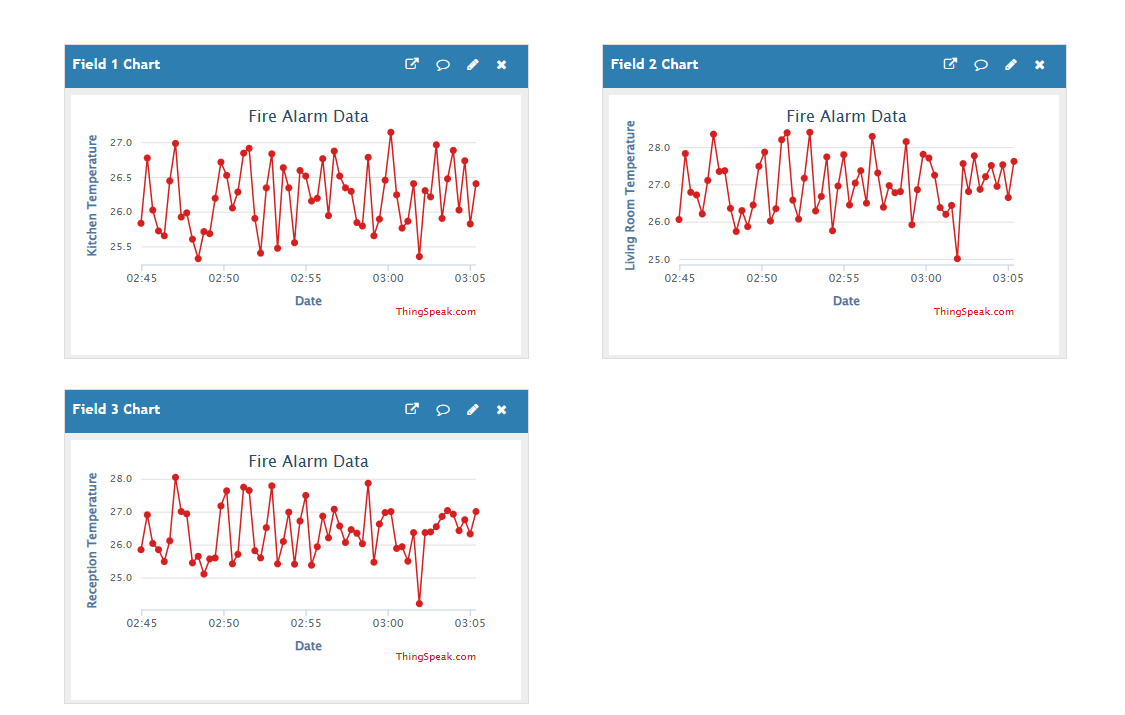 Field 1 Chart
Fire Alarm Data
Kitchen Temperature
27.0
26.5
26.0
25.5
02:45 02:50 02:55 03:00 03:05
Date
ThingSpeak.com
Field 2 Chart
Fire Alarm Data
Living Room Temperature
28.0
27.0
26.0
25.0
02:45 02:50 02:55 03:00 03:05
Date
ThingSpeak.com
Field 3 Chart
Fire Alarm Data
Reception Temperature
28.0
27.0
26.0
25.0
02:45 02:50 02:55 03:00 03:05
Date
ThingSpeak.com